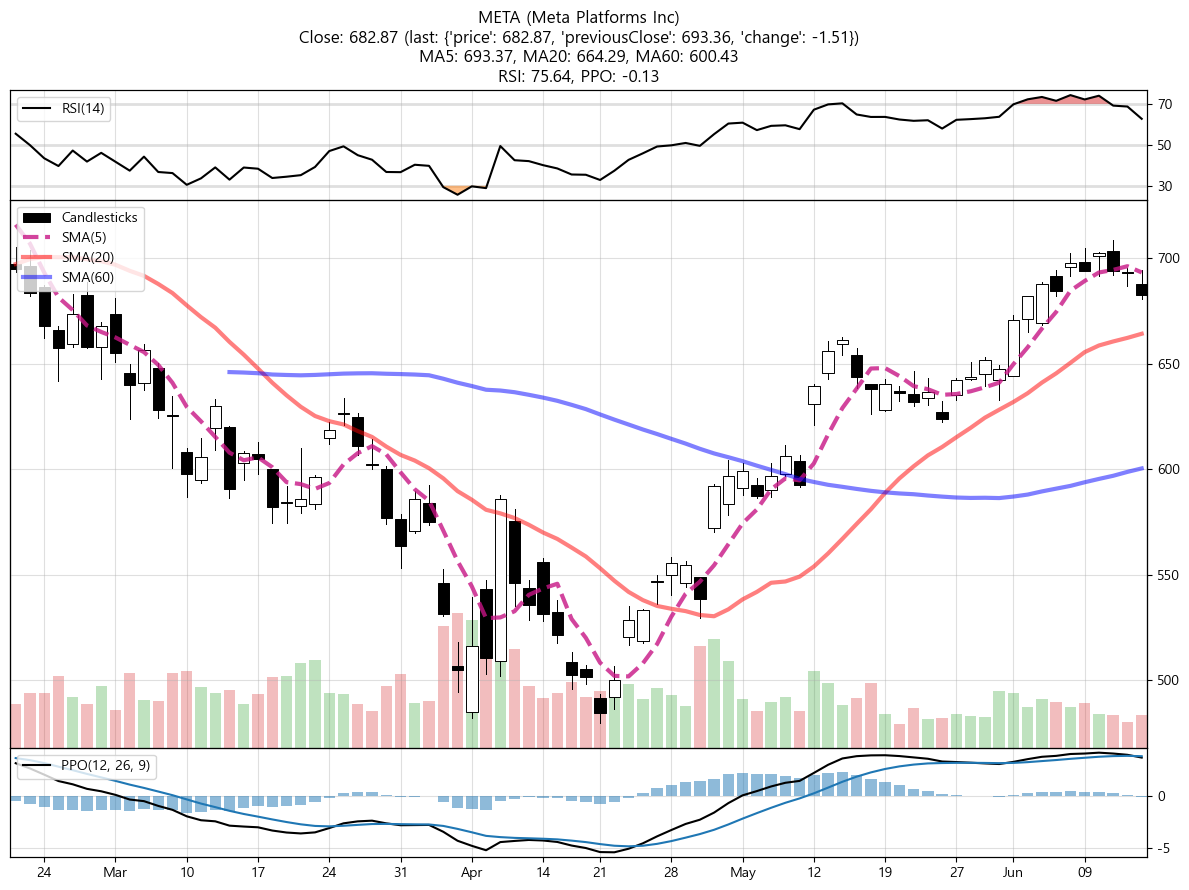 META (Meta Platforms Inc)
Close: 682.87 (last: {'price': 682.87, 'previousClose': 693.36, 'change': -1.51})
MA5: 693.37, MA20: 664.29, MA60: 600.43
RSI: 75.64, PPO: -0.13
RSI(14)
70
50
30
Candlesticks
SMA(5)
SMA(20)
SMA(60)
700
650
600
550
500
PPO(12, 26, 9)
0
-5
24 Mar 10 17 24 31 Apr 14 21 28 May 12 19 27 Jun 09